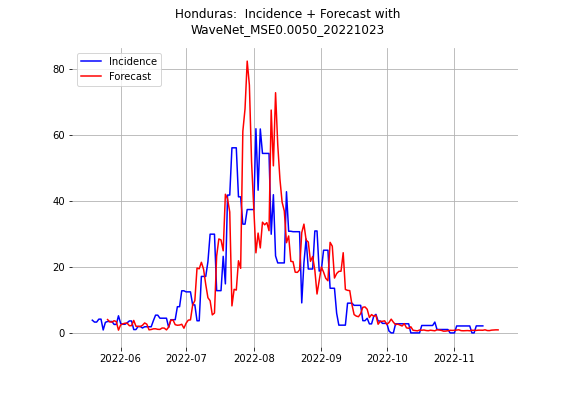 Honduras:  Incidence + Forecast with
WaveNet_MSE0.0050_20221023
Incidence
Forecast
80
60
40
20
0
2022-06 2022-07 2022-08 2022-09 2022-10 2022-11